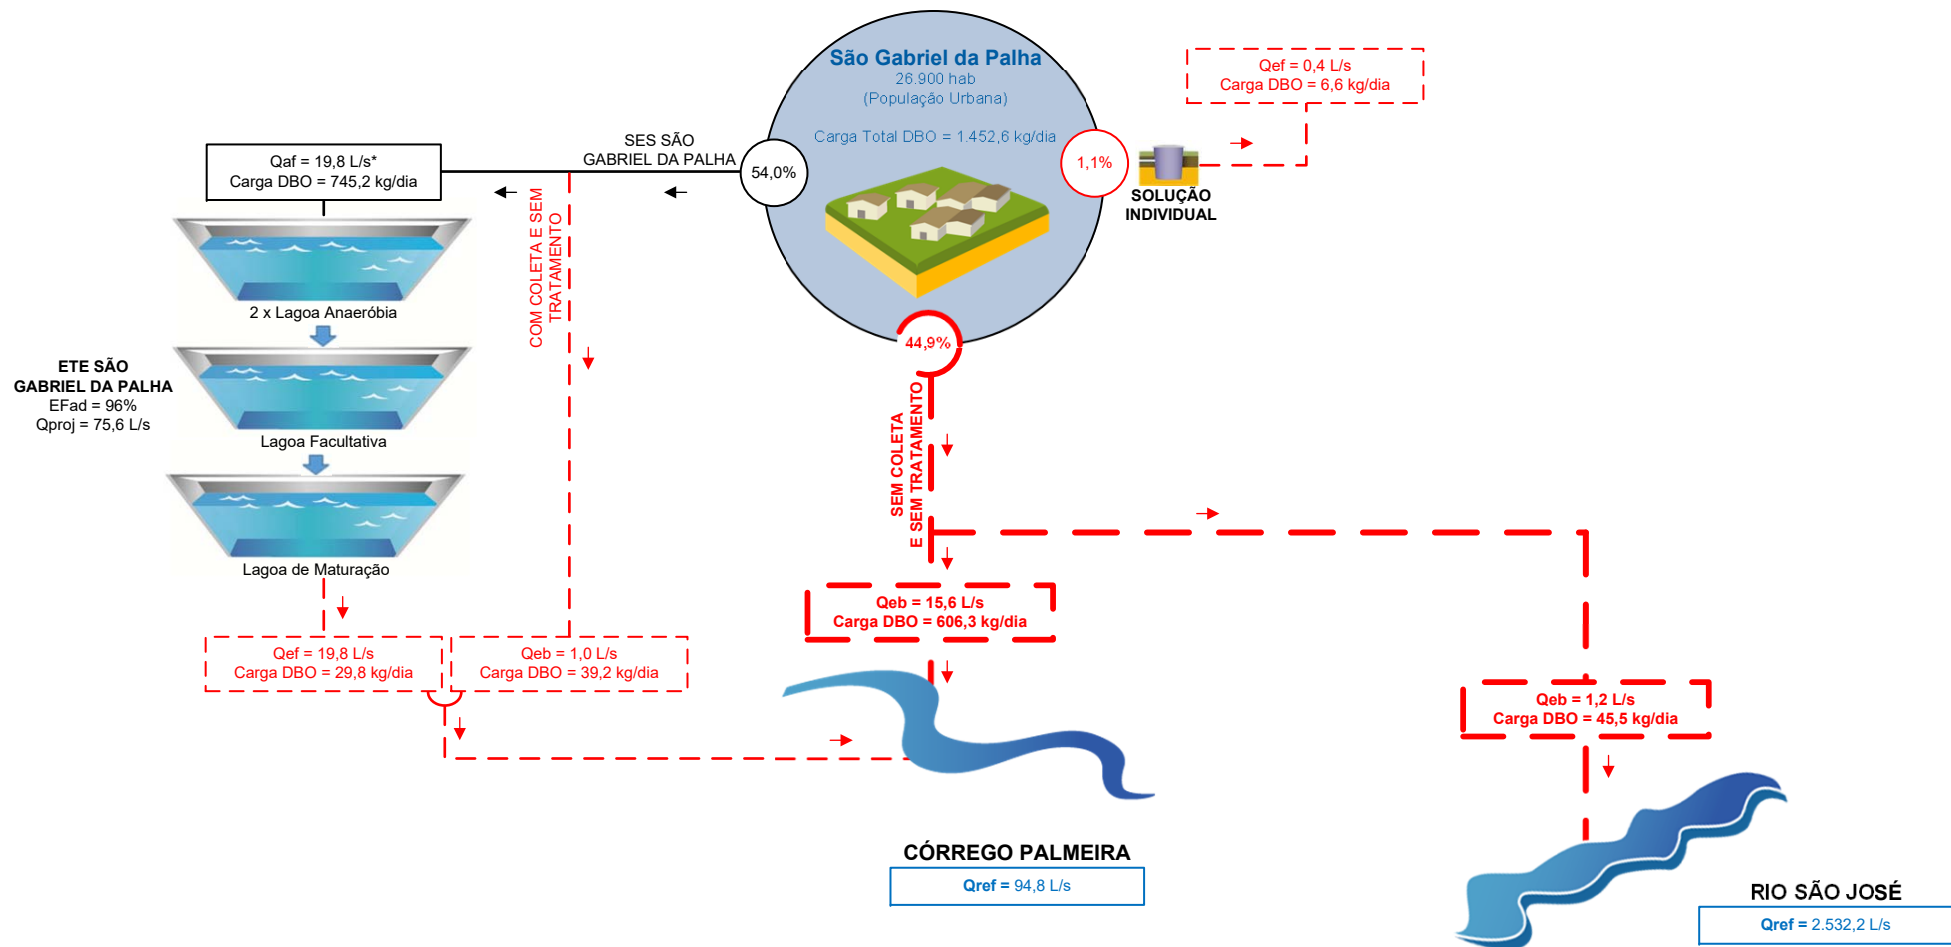 São Gabriel da Palha
26.900 hab
(População Urbana)
Carga Total DBO = 1.452,6 kg/dia
Qef = 0,4 L/s
Carga DBO = 6,6 kg/dia
1,1%
SOLUÇÃO
INDIVIDUAL
SES SÃO
GABRIEL DA PALHA
54,0%
Qaf = 19,8 L/s*
Carga DBO = 745,2 kg/dia
COM COLETA E SEM
TRATAMENTO
2 x Lagoa Anaeróbia
ETE SÃO
GABRIEL DA PALHA
EFad = 96%
Qproj = 75,6 L/s
Lagoa Facultativa
Lagoa de Maturação
44,9%
SEM COLETA
E SEM TRATAMENTO
Qef = 19,8 L/s
Carga DBO = 29,8 kg/dia
Qeb = 1,0 L/s
Carga DBO = 39,2 kg/dia
Qeb = 15,6 L/s
Carga DBO = 606,3 kg/dia
Qeb = 1,2 L/s
Carga DBO = 45,5 kg/dia
CÓRREGO PALMEIRA
Qref = 94,8 L/s
RIO SÃO JOSÉ
Qref = 2.532,2 L/s